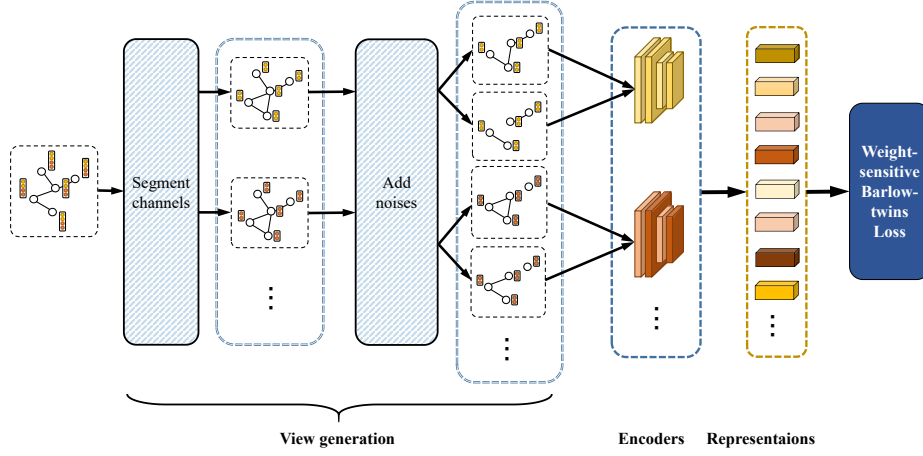 Segment
channels
Add
noises
Weight-
sensitive
Barlow-
twins
Loss
View generation
Encoders
Representaions